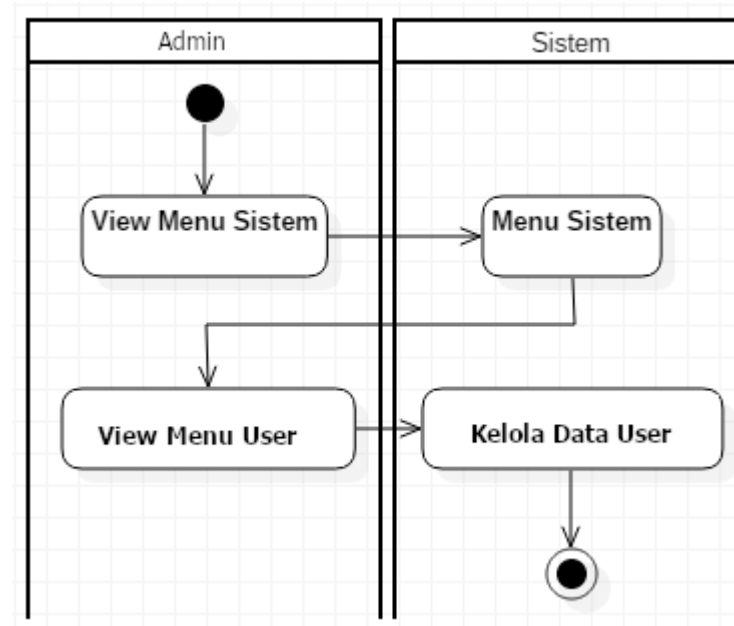 Admin
Sistem
View Menu Sistem
Menu Sistem
View Menu User
Kelola Data User